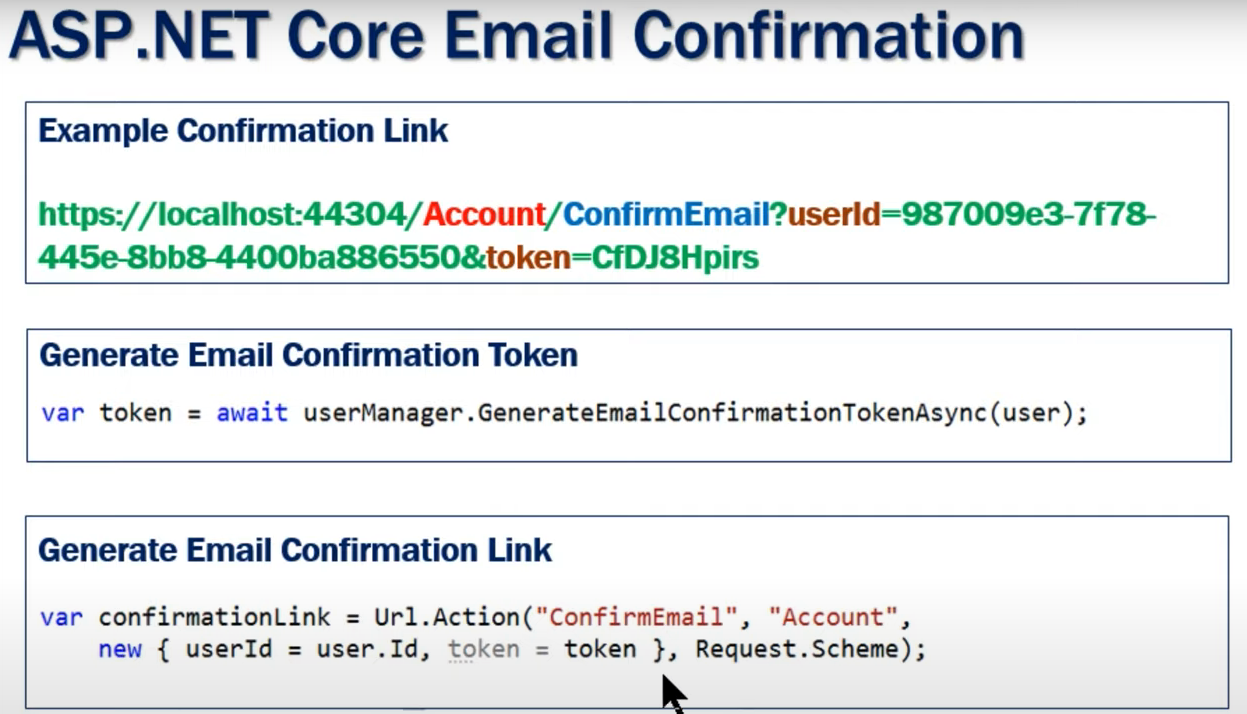 ASP.NET Core Email Confirmation
Example Confirmation Link
https://localhost:44304/Account/ConfirmEmail?userId=987009e3-7f78-
445e-8bb8-4400ba886550&token=CfDJ8Hpirs
Generate Email Confirmation Token
var token = await userManager.GenerateEmailConfirmationTokenAsync(user);
Generate Email Confirmation Link
var confirmationLink = Url.Action("ConfirmEmail", "Account",
new { userId = user.Id, token = token }, Request.Scheme);